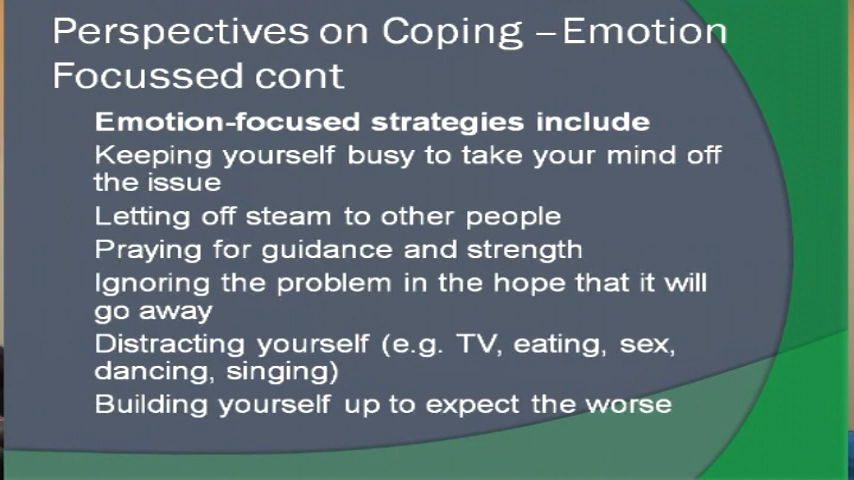 Perspectives on Coping – Emotion
Focussed cont
Emotion-focused strategies include
Keeping yourself busy to take your mind off
the issue
Letting off steam to other people
Praying for guidance and strength
Ignoring the problem in the hope that it will
go away
Distracting yourself (e.g. TV, eating, sex,
dancing, singing)
Building yourself up to expect the worse